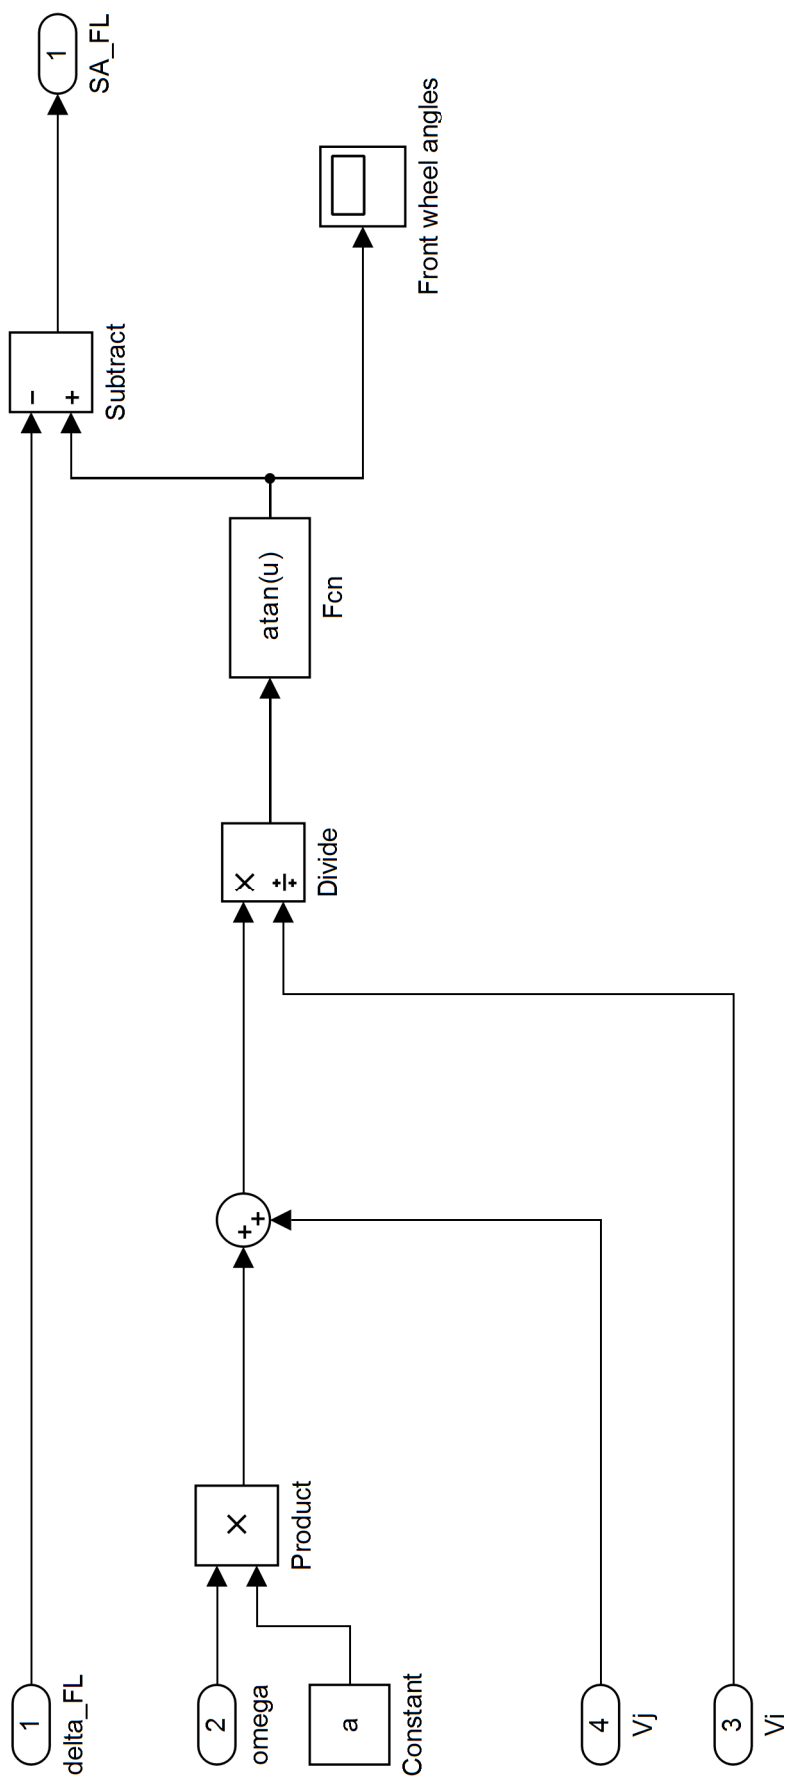 1
delta_FL
2
omega
a
Constant
4
Vj
3
Vi
×
Product
+
+
×
÷
Divide
atan(u)
Fcn
−
+
Subtract
Front wheel angles
1
SA_FL